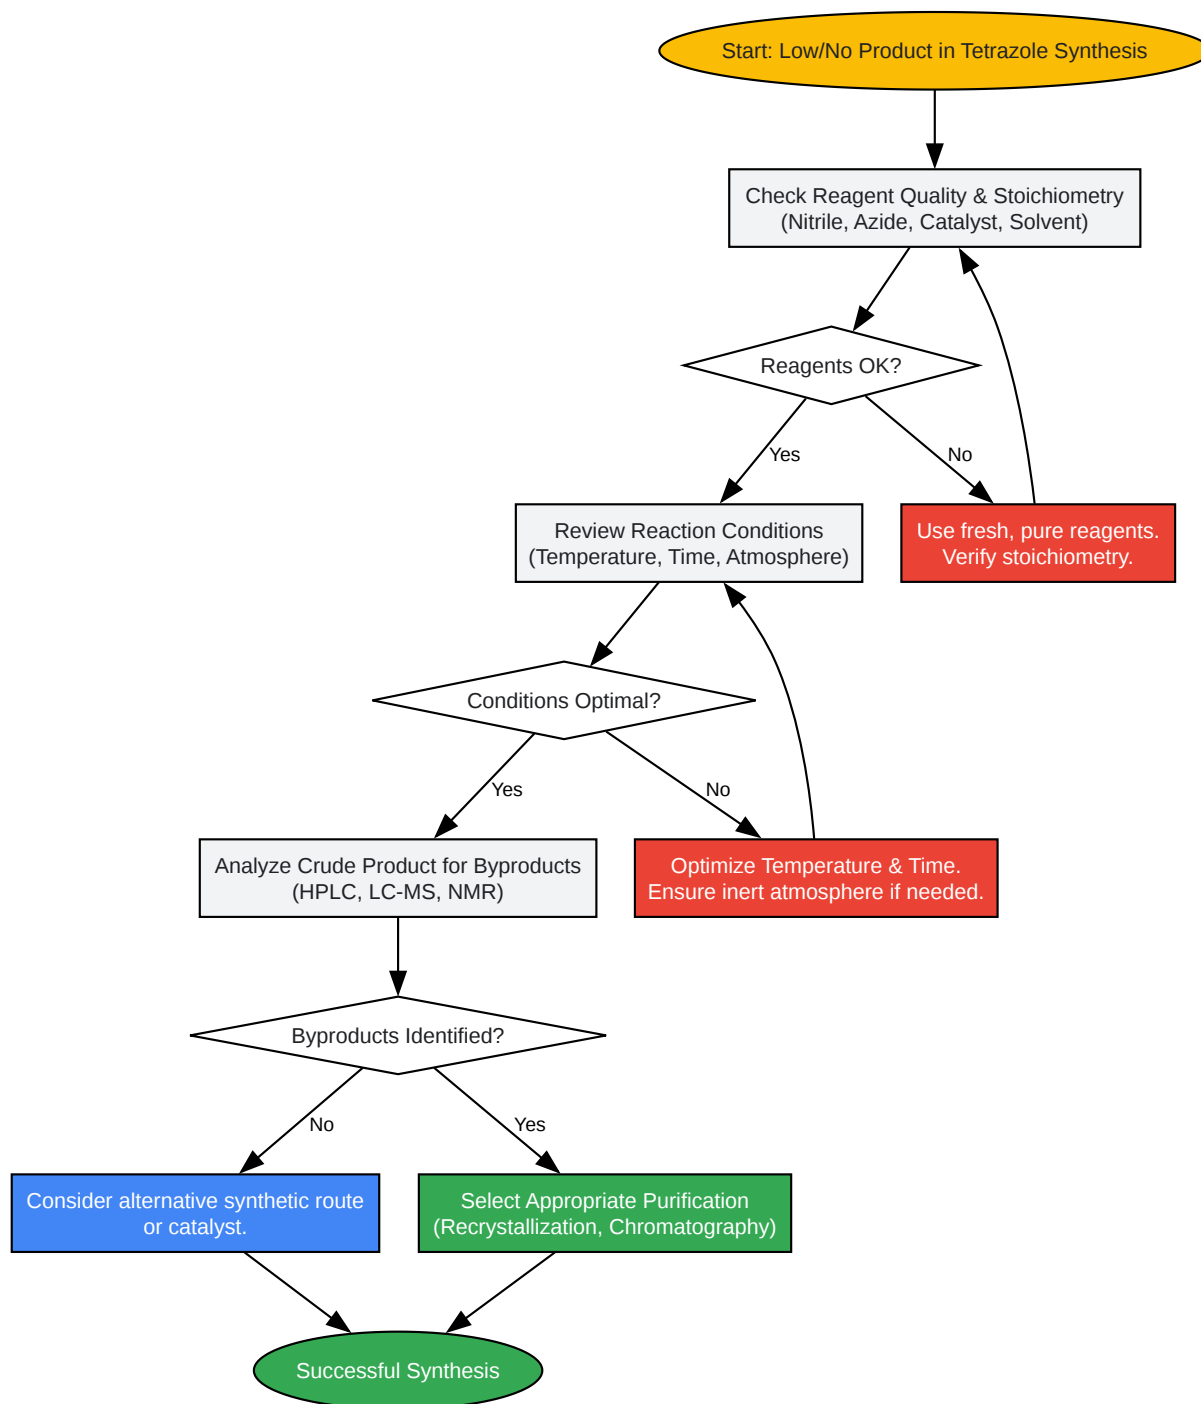 Start: Low/No Product in Tetrazole Synthesis
Check Reagent Quality & Stoichiometry
(Nitrile, Azide, Catalyst, Solvent)
Reagents OK?
Yes
No
Review Reaction Conditions
(Temperature, Time, Atmosphere)
Use fresh, pure reagents.
Verify stoichiometry.
Conditions Optimal?
Yes
No
Analyze Crude Product for Byproducts
(HPLC, LC-MS, NMR)
Optimize Temperature & Time.
Ensure inert atmosphere if needed.
Byproducts Identified?
No
Yes
Consider alternative synthetic route
or catalyst.
Select Appropriate Purification
(Recrystallization, Chromatography)
Successful Synthesis